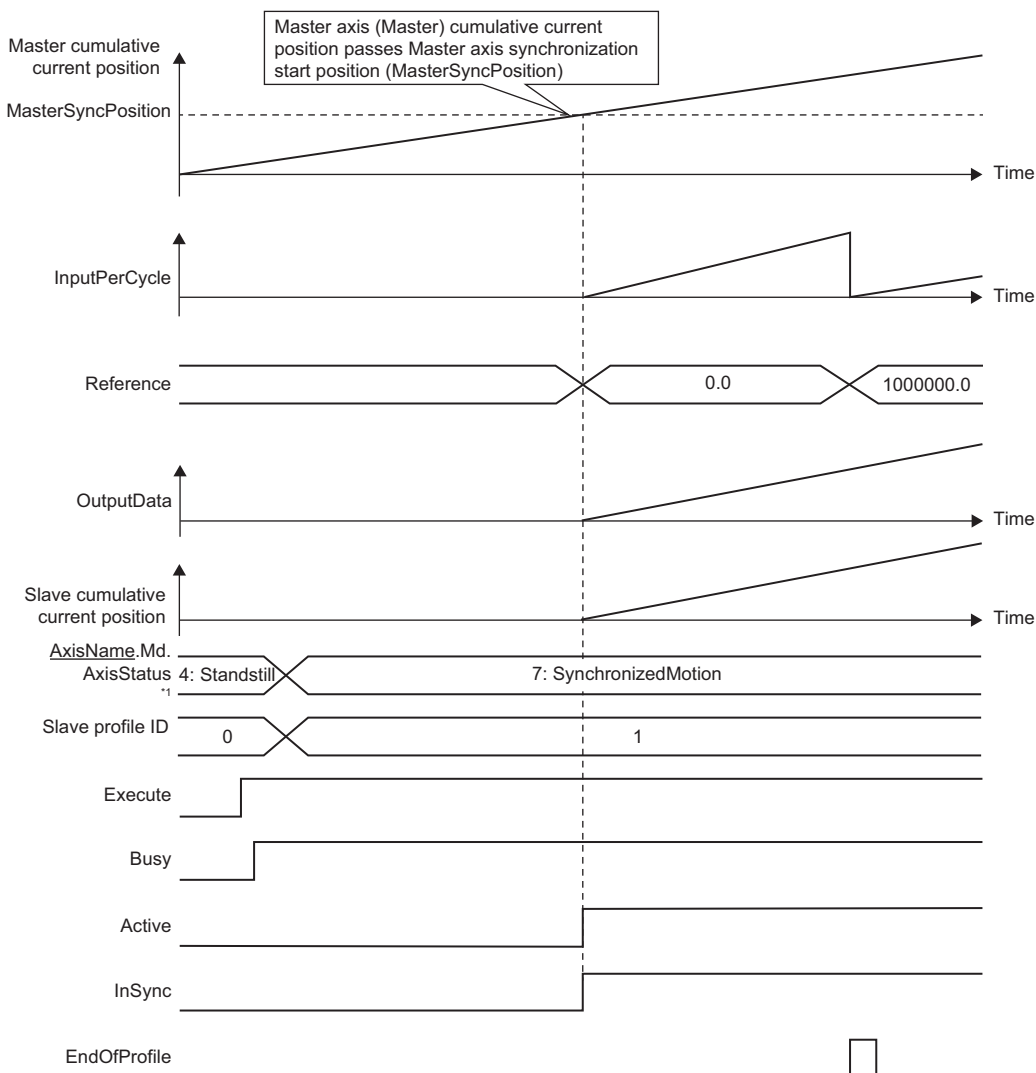 Master axis (Master) cumulative current
position passes Master axis synchronization
start position (MasterSyncPosition)
Master cumulative
current position
MasterSyncPosition
Time
InputPerCycle
Time
Reference
0.0
1000000.0
OutputData
Time
Slave cumulative
current position
Time
AxisName.Md.
AxisStatus
*1
4: Standstill
7: SynchronizedMotion
Slave profile ID
0
1
Execute
Busy
Active
InSync
EndOfProfile